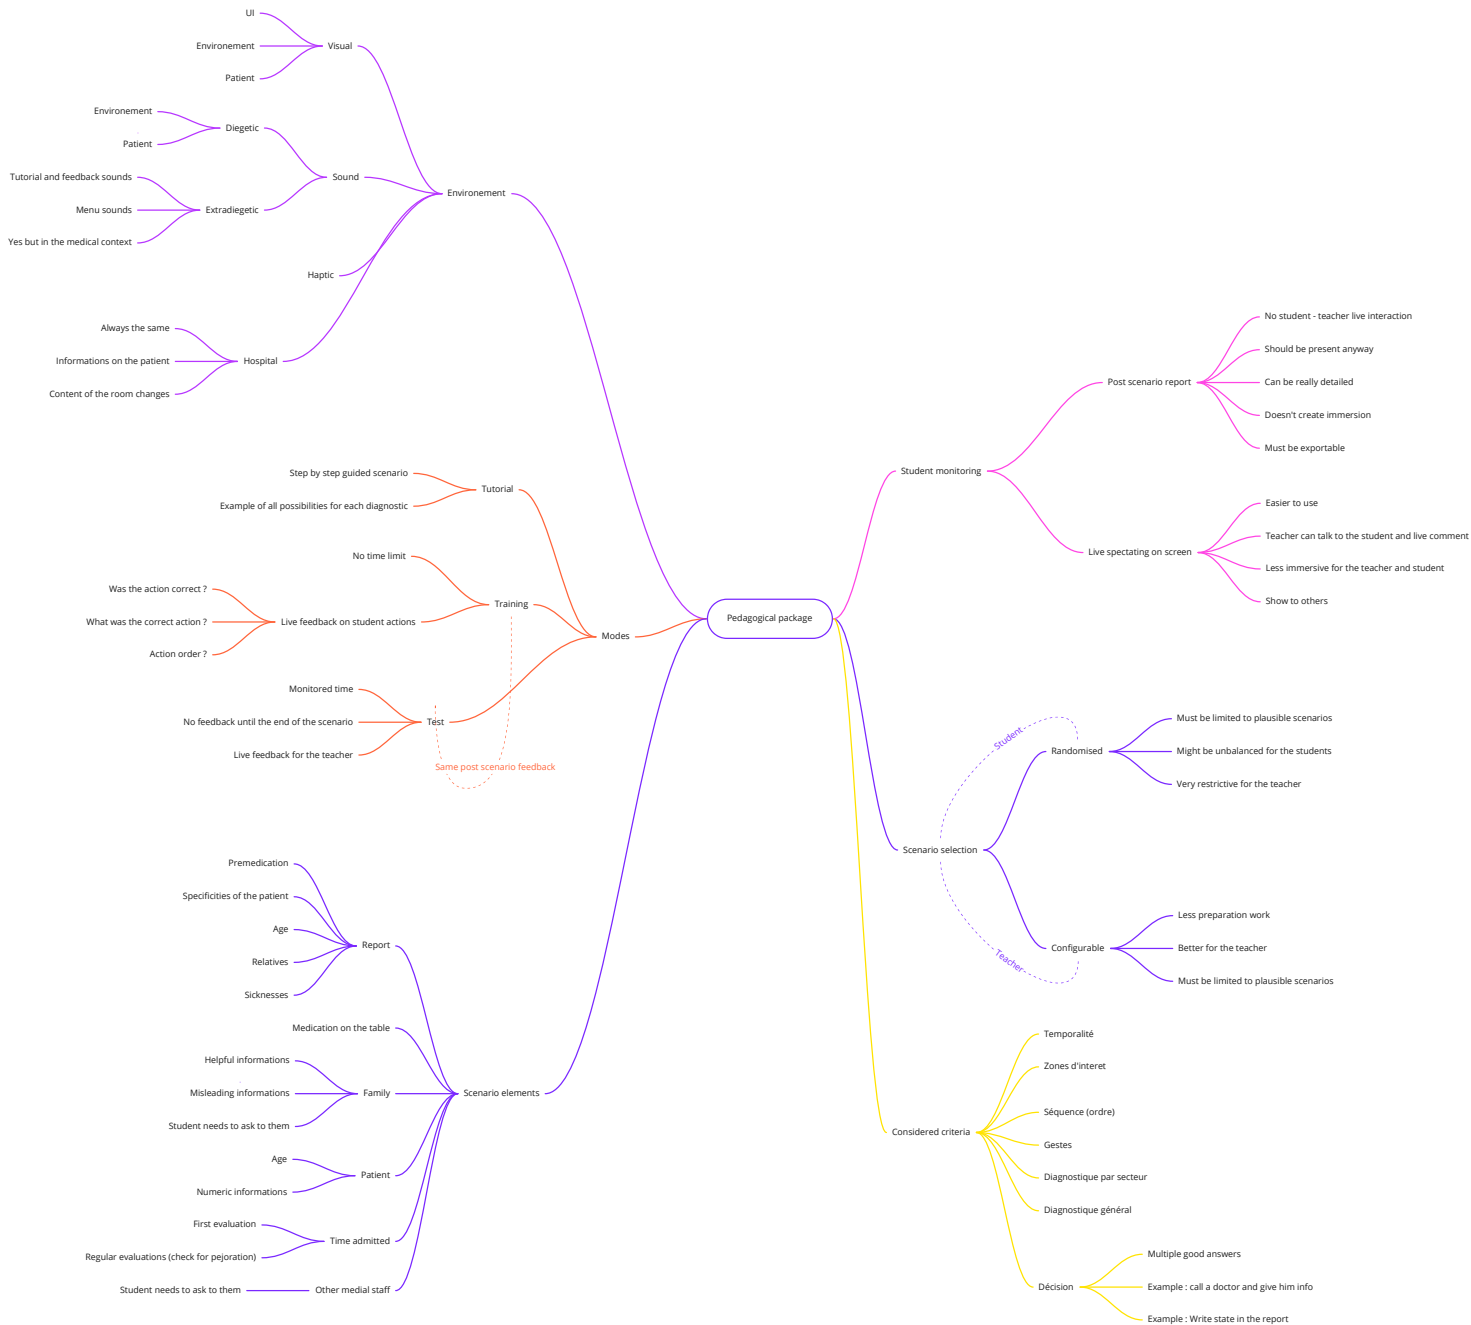 UI
Environement
Patient
Visual
Environement
Patient
Diegetic
Tutorial and feedback sounds
Menu sounds
Yes but in the medical context
Extradiegetic
Sound
Haptic
Always the same
Informations on the patient
Content of the room changes
Hospital
Environement
Step by step guided scenario
Example of all possibilities for each diagnostic
Tutorial
No time limit
Was the action correct ?
What was the correct action ?
Action order ?
Live feedback on student actions
Training
Monitored time
No feedback until the end of the scenario
Live feedback for the teacher
Test
Same post scenario feedback
Modes
Premedication
Specificities of the patient
Age
Relatives
Sicknesses
Report
Medication on the table
Helpful informations
Misleading informations
Student needs to ask to them
Family
Age
Numeric informations
Patient
First evaluation
Regular evaluations (check for pejoration)
Time admitted
Student needs to ask to them
Other medial staff
Scenario elements
Pedagogical package
Student monitoring
Post scenario report
No student - teacher live interaction
Should be present anyway
Can be really detailed
Doesn't create immersion
Must be exportable
Live spectating on screen
Easier to use
Teacher can talk to the student and live comment
Less immersive for the teacher and student
Show to others
Scenario selection
Student
Randomised
Must be limited to plausible scenarios
Might be unbalanced for the students
Very restrictive for the teacher
Teacher
Configurable
Less preparation work
Better for the teacher
Must be limited to plausible scenarios
Considered criteria
Temporalité
Zones d'interet
Séquence (ordre)
Gestes
Diagnostique par secteur
Diagnostique général
Décision
Multiple good answers
Example : call a doctor and give him info
Example : Write state in the report